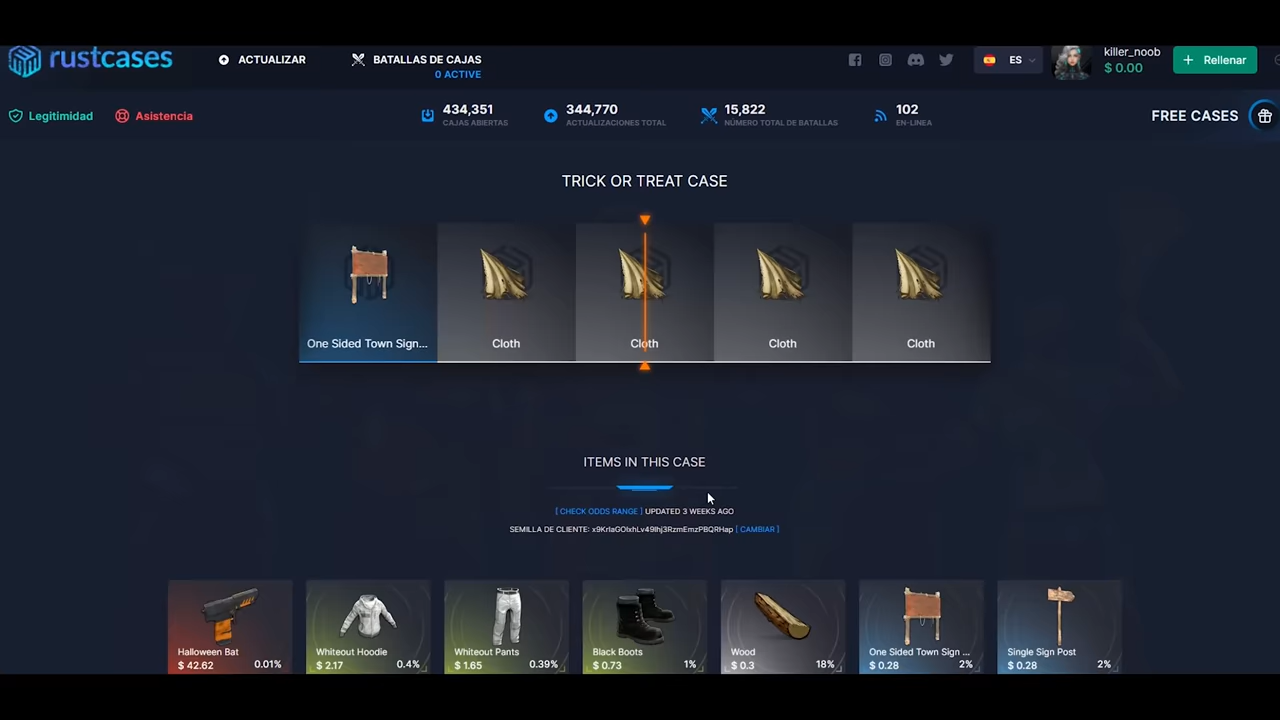 rustcases
ACTUALIZAR
BATALLAS DE CAJAS
0 ACTIVE
ES
killer_noob
$ 0.00
+ Rellenar
Legitimidad
Asistencia
434,351
CAJAS ABIERTAS
344,770
ACTUALIZACIONES TOTAL
15,822
NÚMERO TOTAL DE BATALLAS
102
EN-LINEA
FREE CASES
TRICK OR TREAT CASE
One Sided Town Sign...
Cloth
Cloth
Cloth
Cloth
ITEMS IN THIS CASE
[ CHECK ODDS RANGE ] UPDATED 3 WEEKS AGO
SEMILLA DE CLIENTE: [ CAMBIAR ]
Halloween Bat
$ 42.62 0.01%
Whiteout Hoodie
$ 2.17 0.4%
Whiteout Pants
$ 1.65 0.39%
Black Boots
$ 0.73 1%
Wood
$ 0.3 18%
One Sided Town Sign ...
$ 0.28 2%
Single Sign Post
$ 0.28 2%